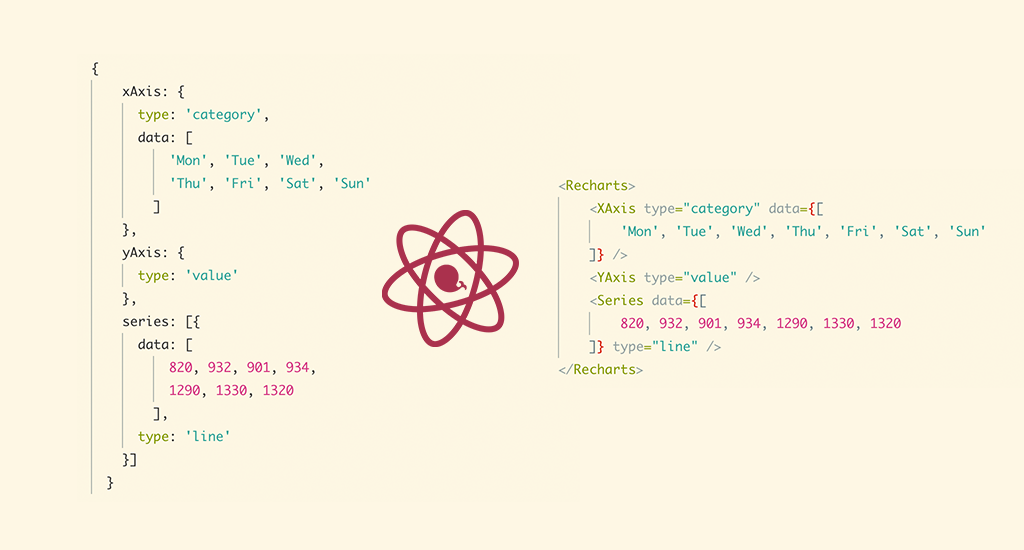 {
xAxis: {
type: 'category',
data: [
'Mon', 'Tue', 'Wed',
'Thu', 'Fri', 'Sat', 'Sun'
]
},
yAxis: {
type: 'value'
},
series: [{
data: [
820, 932, 901, 934,
1290, 1330, 1320
],
type: 'line'
}]
}
<Recharts>
<XAxis type="category" data={[
'Mon', 'Tue', 'Wed', 'Thu', 'Fri', 'Sat', 'Sun'
]} />
<YAxis type="value" />
<Series data={[
820, 932, 901, 934, 1290, 1330, 1320
]} type="line" />
</Recharts>